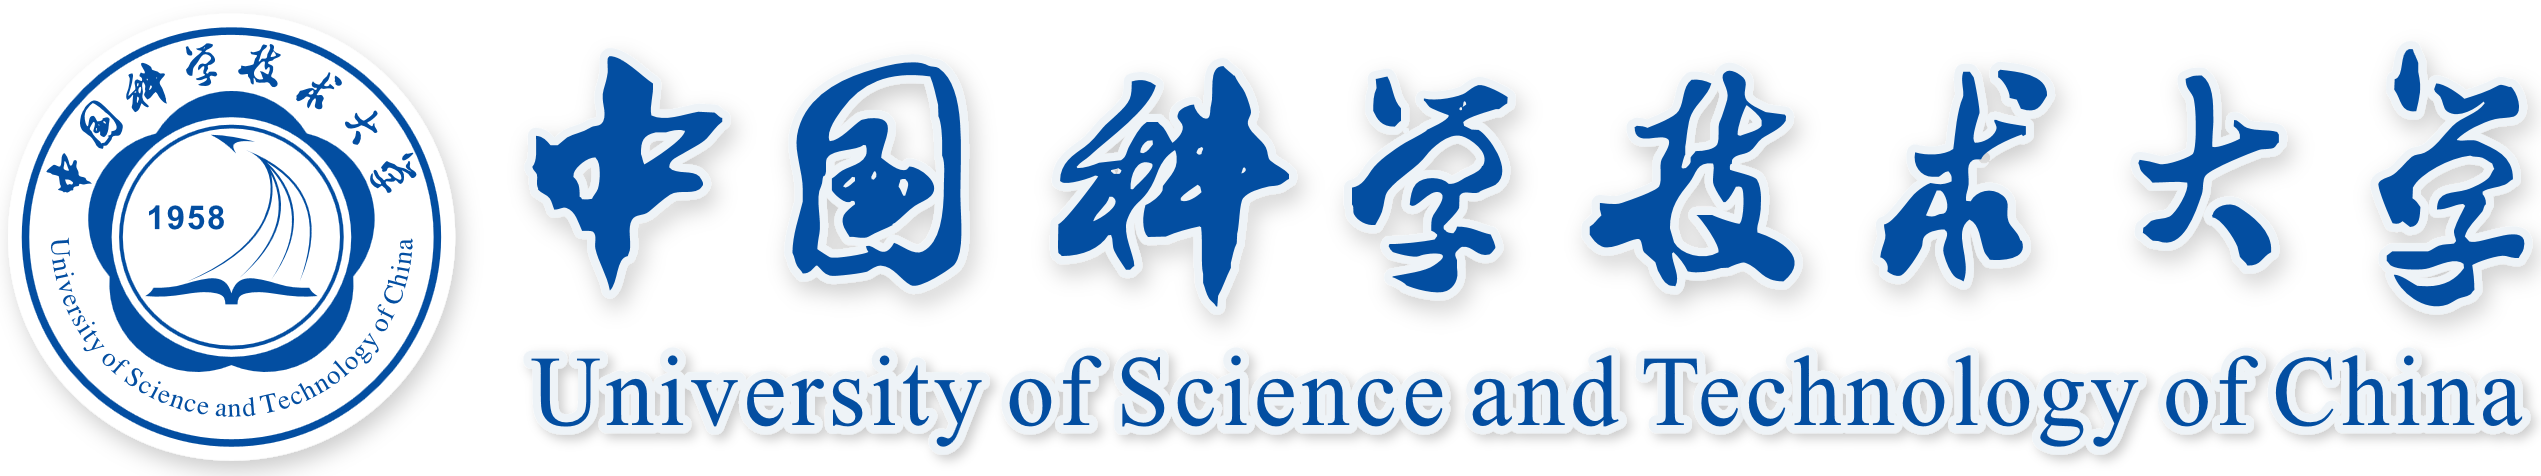 中国科学技术大学
1958
University of Science and Technology of China
中国科学技术大学
University of Science and Technology of China